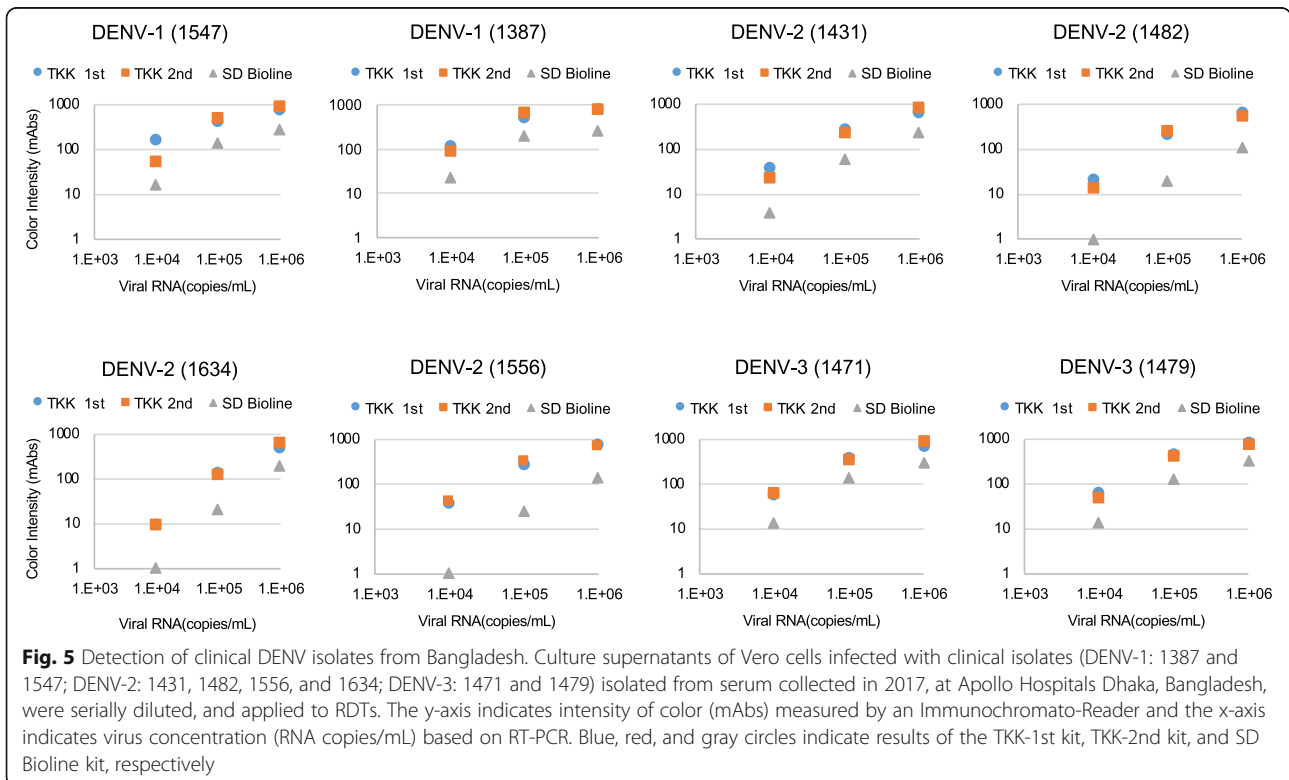 DENV-1 (1547)
TKK 1st TKK 2nd SD Bioline
Color Intensity (mAbs)
1000
100
10
1
1.E+03 1.E+04 1.E+05 1.E+06
Viral RNA(copies/mL)
DENV-1 (1387)
TKK 1st TKK 2nd SD Bioline
1000
100
10
1
1.E+03 1.E+04 1.E+05 1.E+06
Viral RNA(copies/mL)
DENV-2 (1431)
TKK 1st TKK 2nd SD Bioline
1000
100
10
1
1.E+03 1.E+04 1.E+05 1.E+06
Viral RNA(copies/mL)
DENV-2 (1482)
TKK 1st TKK 2nd SD Bioline
1000
100
10
1
1.E+03 1.E+04 1.E+05 1.E+06
Viral RNA(copies/mL)
DENV-2 (1634)
TKK 1st TKK 2nd SD Bioline
Color Intensity (mAbs)
1000
100
10
1
1.E+03 1.E+04 1.E+05 1.E+06
Viral RNA(copies/mL)
DENV-2 (1556)
TKK 1st TKK 2nd SD Bioline
1000
100
10
1
1.E+03 1.E+04 1.E+05 1.E+06
Viral RNA(copies/mL)
DENV-3 (1471)
TKK 1st TKK 2nd SD Bioline
1000
100
10
1
1.E+03 1.E+04 1.E+05 1.E+06
Viral RNA(copies/mL)
DENV-3 (1479)
TKK 1st TKK 2nd SD Bioline
1000
100
10
1
1.E+03 1.E+04 1.E+05 1.E+06
Viral RNA(copies/mL)
Fig. 5 Detection of clinical DENV isolates from Bangladesh. Culture supernatants of Vero cells infected with clinical isolates (DENV-1: 1387 and
1547; DENV-2: 1431, 1482, 1556, and 1634; DENV-3: 1471 and 1479) isolated from serum collected in 2017, at Apollo Hospitals Dhaka, Bangladesh,
were serially diluted, and applied to RDTs. The y-axis indicates intensity of color (mAbs) measured by an Immunochromato-Reader and the x-axis
indicates virus concentration (RNA copies/mL) based on RT-PCR. Blue, red, and gray circles indicate results of the TKK-1st kit, TKK-2nd kit, and SD
Bioline kit, respectively